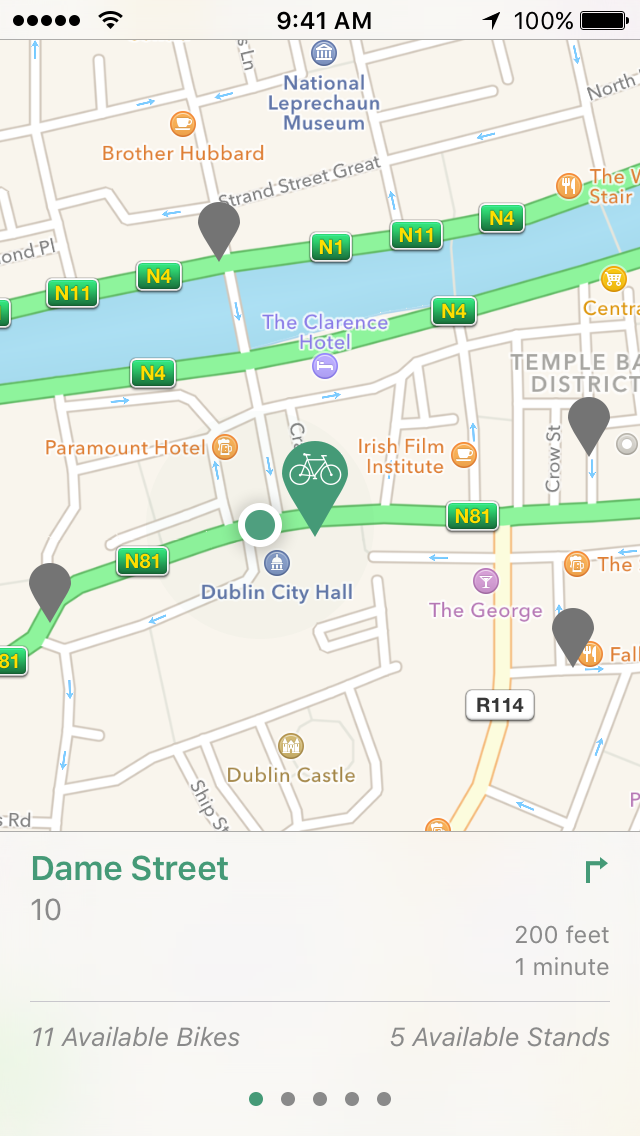 9:41 AM
100%
s Ln
National
Leprechaun
Museum
North
Brother Hubbard
Strand Street Great
The W
Stair
ond Pl
N4
N11
N1
N4
N11
N4
Centra
The Clarence
Hotel
N4
TEMPLE BA
DISTRICT
N4
Paramount Hotel
Cra
Irish Film
Institute
Crow St
N81
N81
The
Dublin City Hall
The George
81
Fall
R114
Dublin Castle
Ship St
P
s Rd
Dame Street
10
200 feet
1 minute
11 Available Bikes
5 Available Stands